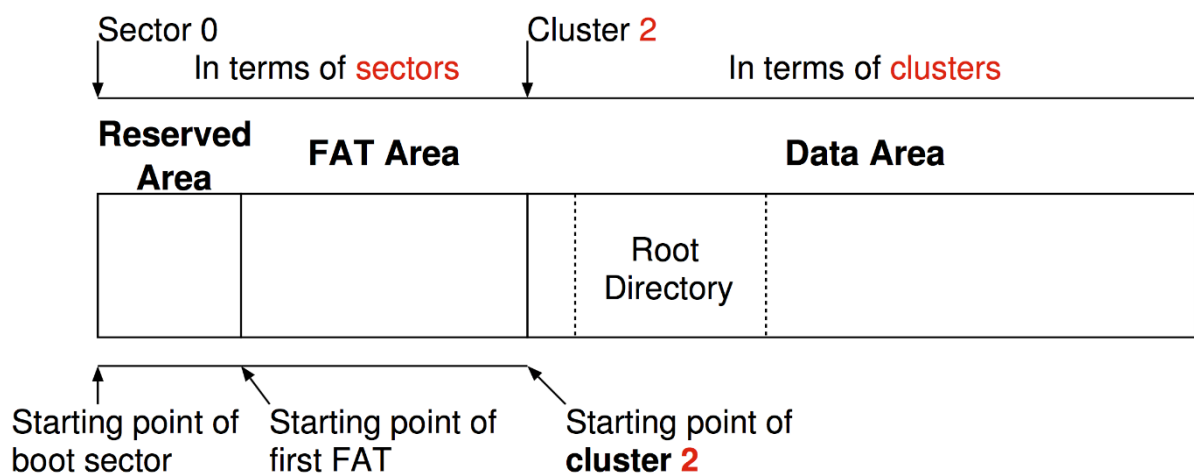 Sector 0
Cluster 2
In terms of sectors
In terms of clusters
Reserved
Area
FAT Area
Data Area
Root
Directory
Starting point of
boot sector
Starting point of
first FAT
Starting point of
cluster 2